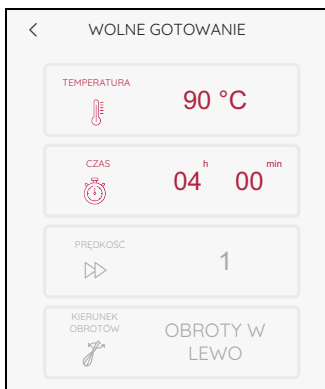 WOLNE GOTOWANIE
TEMPERATURA
90 °C
CZAS
04 h 00 min
PRĘDKOŚĆ
1
KIERUNEK
OBROTÓW
OBROTY W
LEWO